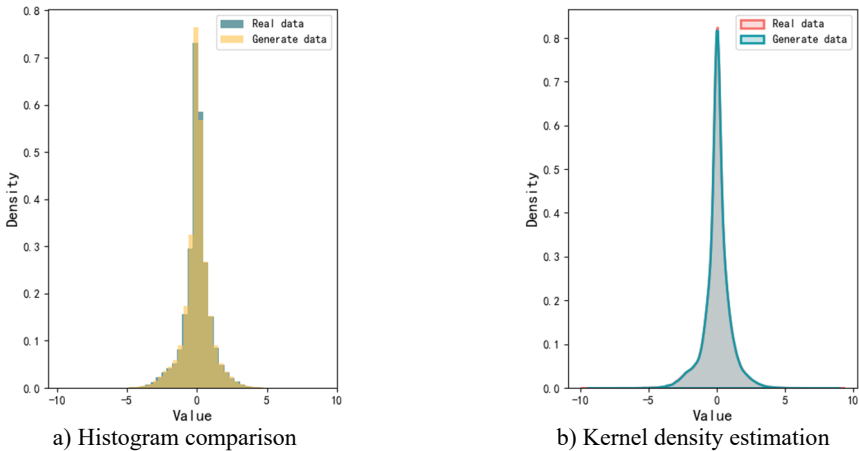 0.8
0.7
0.6
0.5
0.4
0.3
0.2
0.1
0.0
Density
-10
-5
0
5
10
Value
Real data
Generate data
a) Histogram comparison
0.8
0.7
0.6
0.5
0.4
0.3
0.2
0.1
0.0
Density
-10
-5
0
5
10
Value
Real data
Generate data
b) Kernel density estimation